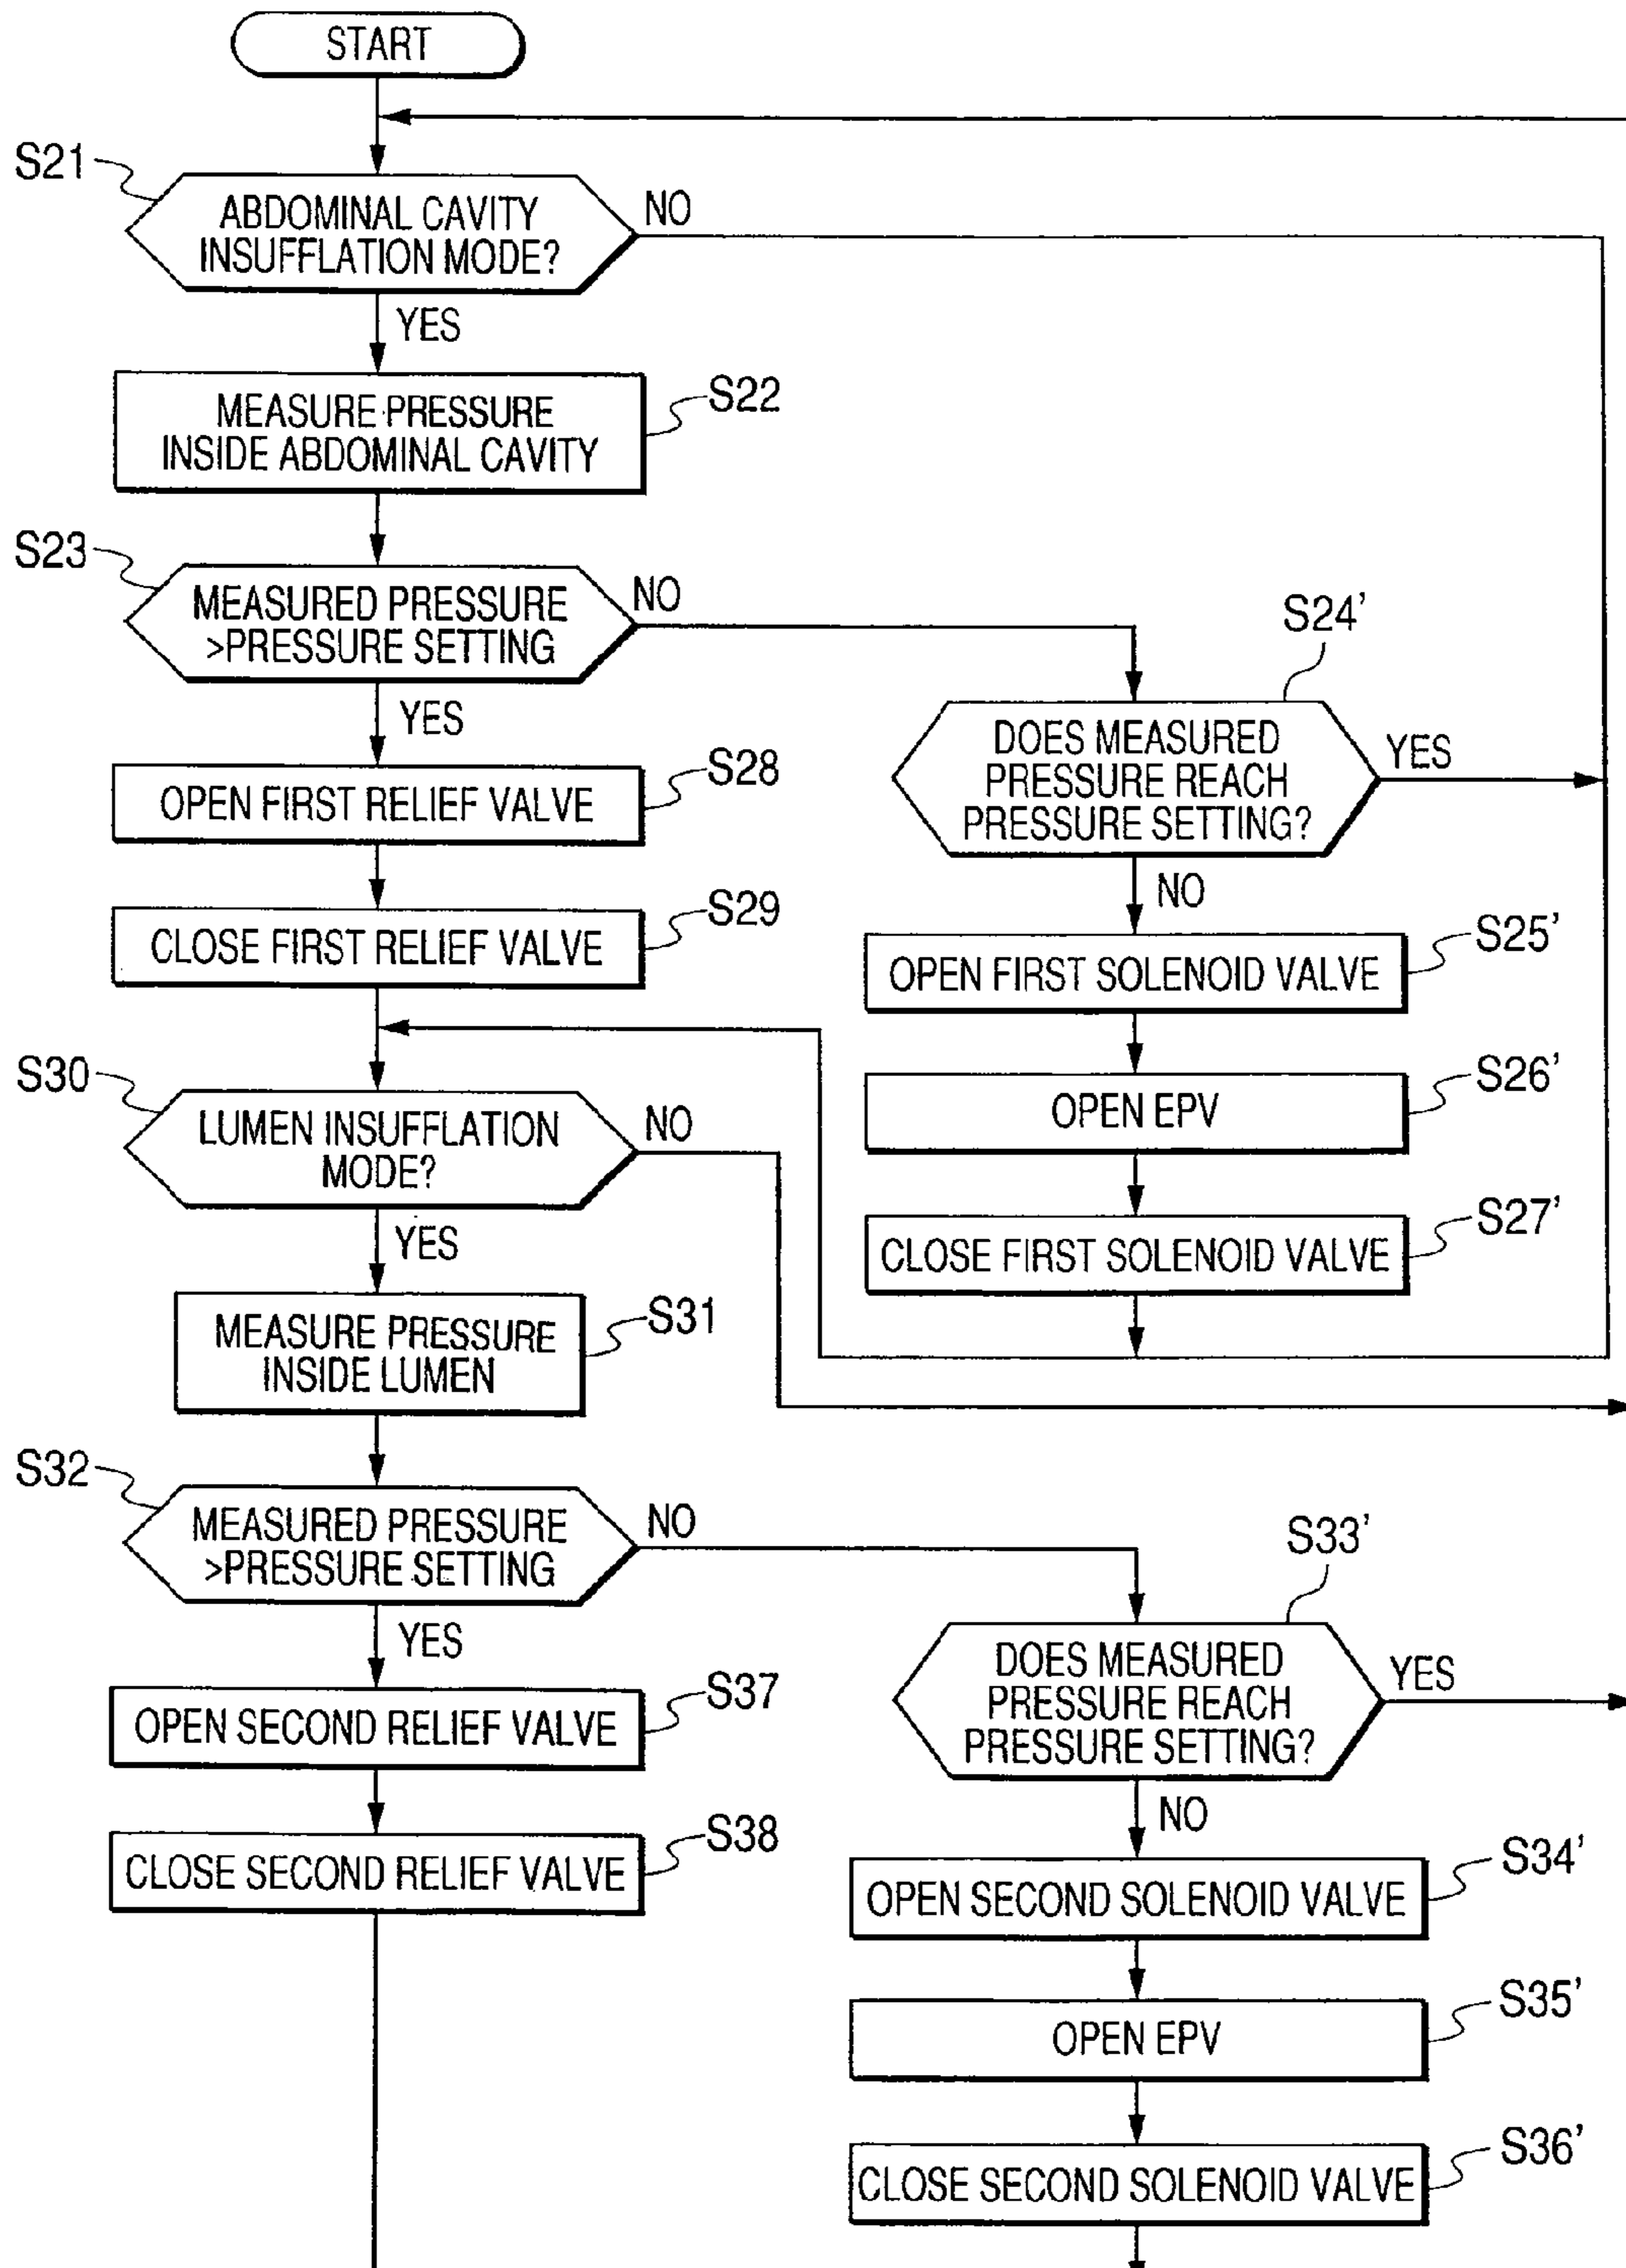 START
S21
ABDOMINAL CAVITY
INSUFFLATION MODE?
NO
YES
MEASURE PRESSURE
INSIDE ABDOMINAL CAVITY
S22
S23
MEASURED PRESSURE
>PRESSURE SETTING
NO
YES
S24'
DOES MEASURED
PRESSURE REACH
PRESSURE SETTING?
YES
NO
OPEN FIRST RELIEF VALVE
S28
CLOSE FIRST RELIEF VALVE
S29
OPEN FIRST SOLENOID VALVE
S25'
OPEN EPV
S26'
CLOSE FIRST SOLENOID VALVE
S27'
S30
LUMEN INSUFFLATION
MODE?
NO
YES
MEASURE PRESSURE
INSIDE LUMEN
S31
S32
MEASURED PRESSURE
>PRESSURE SETTING
NO
YES
S33'
DOES MEASURED
PRESSURE REACH
PRESSURE SETTING?
YES
NO
OPEN SECOND RELIEF VALVE
S37
CLOSE SECOND RELIEF VALVE
S38
OPEN SECOND SOLENOID VALVE
S34'
OPEN EPV
S35'
CLOSE SECOND SOLENOID VALVE
S36'